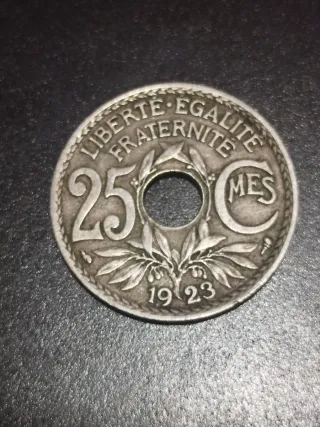 LIBERTE·EGALITE
FRATERNITE
25 CMES
1923